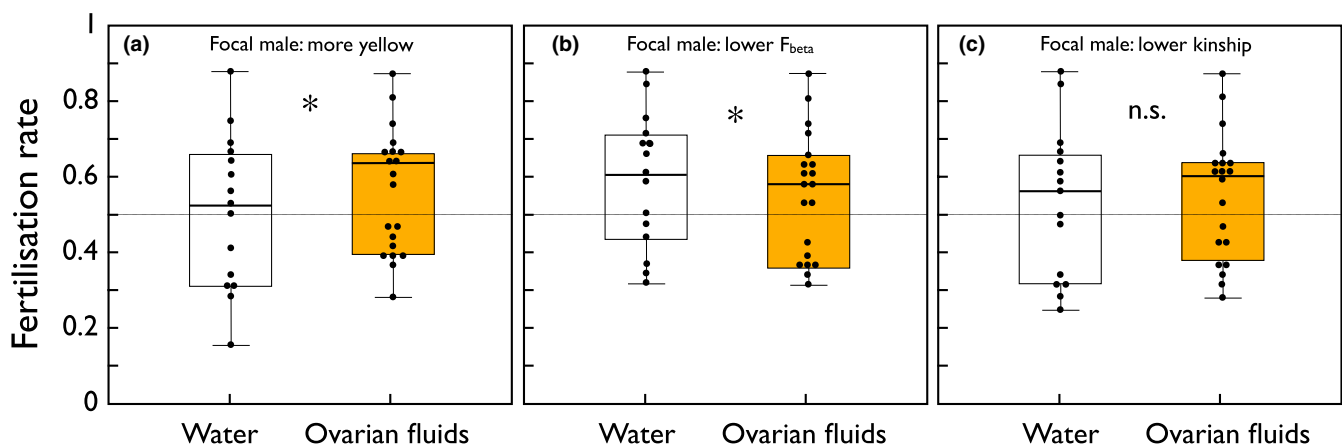 Fertilisation rate
1
0.8
0.6
0.4
0.2
0
(a) Focal male: more yellow
*
Water Ovarian fluids
(b) Focal male: lower Fbeta
*
Water Ovarian fluids
(c) Focal male: lower kinship
n.s.
Water Ovarian fluids